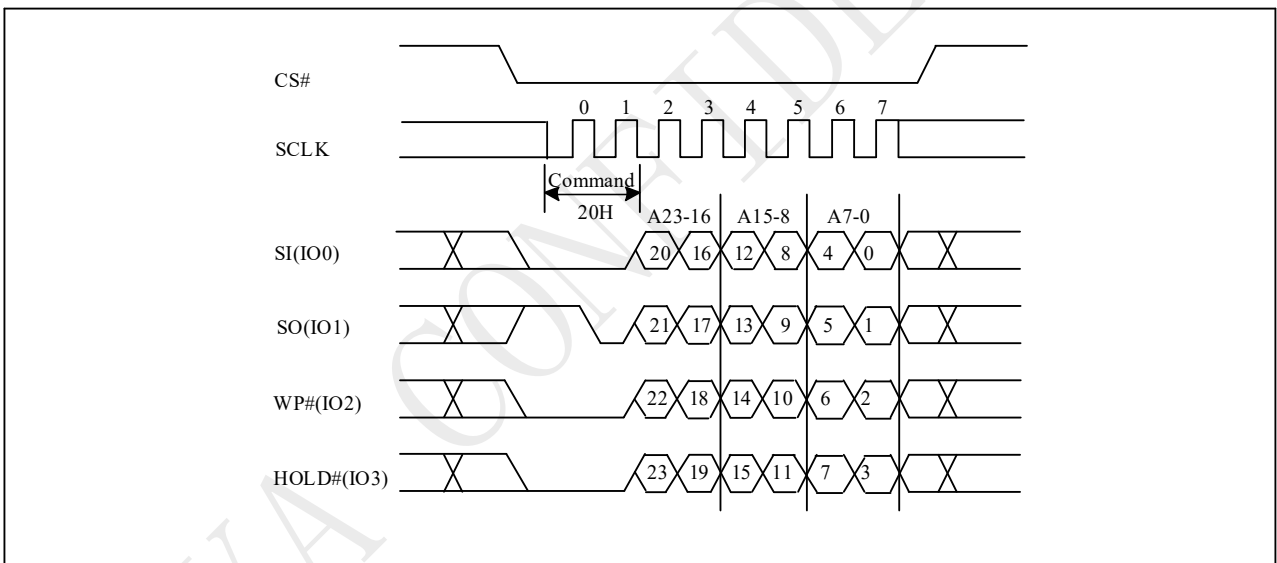 CS#
0 1 2 3 4 5 6 7
SCLK
Command
20H A23-16 A15-8 A7-0
SI(IO0) 20 16 12 8 4 0
SO(IO1) 21 17 13 9 5 1
WP#(IO2) 22 18 14 10 6 2
HOLD#(IO3) 23 19 15 11 7 3